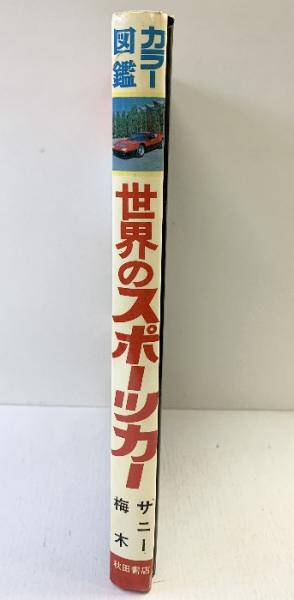 カラー
図鑑
世界のスポーツカー
サニー
梅木
秋田書店